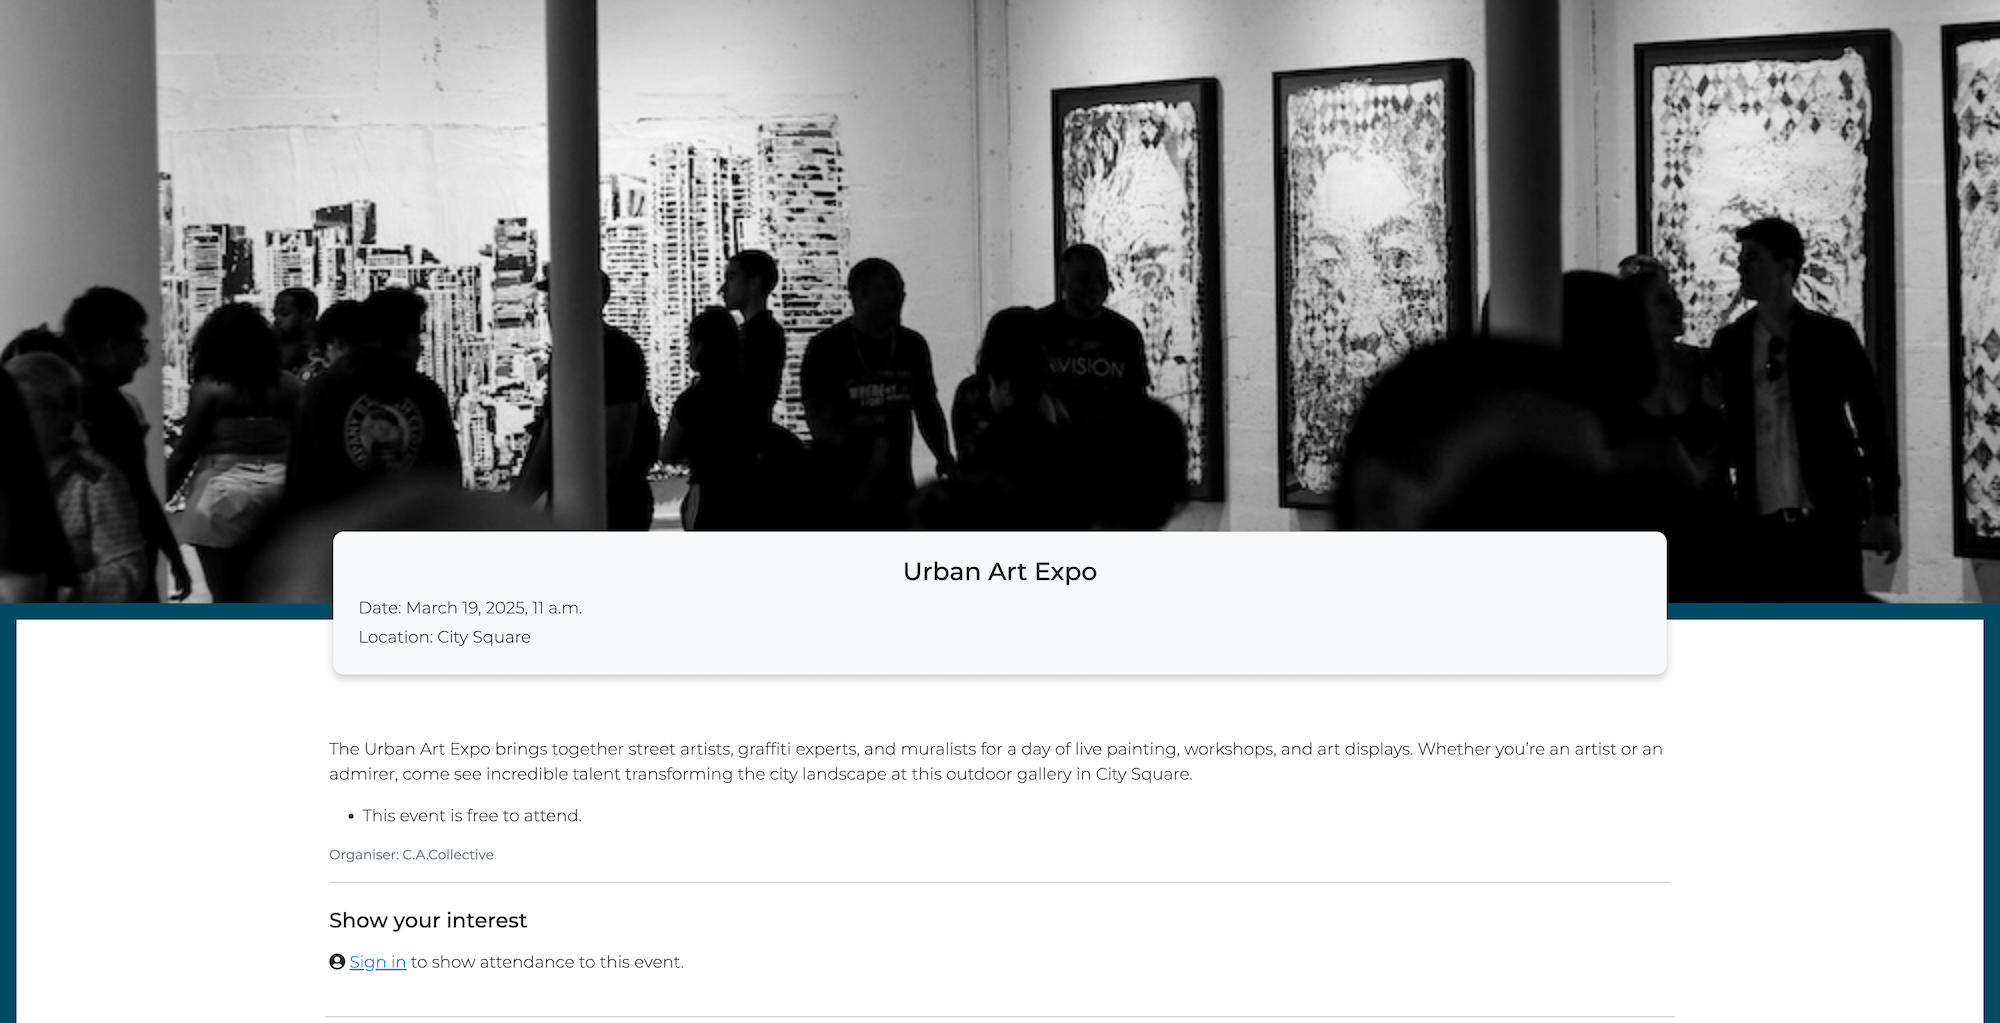 VISION
Urban Art Expo
Date: March 19, 2025, 11 a.m.
Location: City Square
The Urban Art Expo brings together street artists, graffiti experts, and muralists for a day of live painting, workshops, and art displays. Whether you’re an artist or an
admirer, come see incredible talent transforming the city landscape at this outdoor gallery in City Square.
• This event is free to attend.
Organiser: C.A.Collective
Show your interest
Sign in to show attendance to this event.